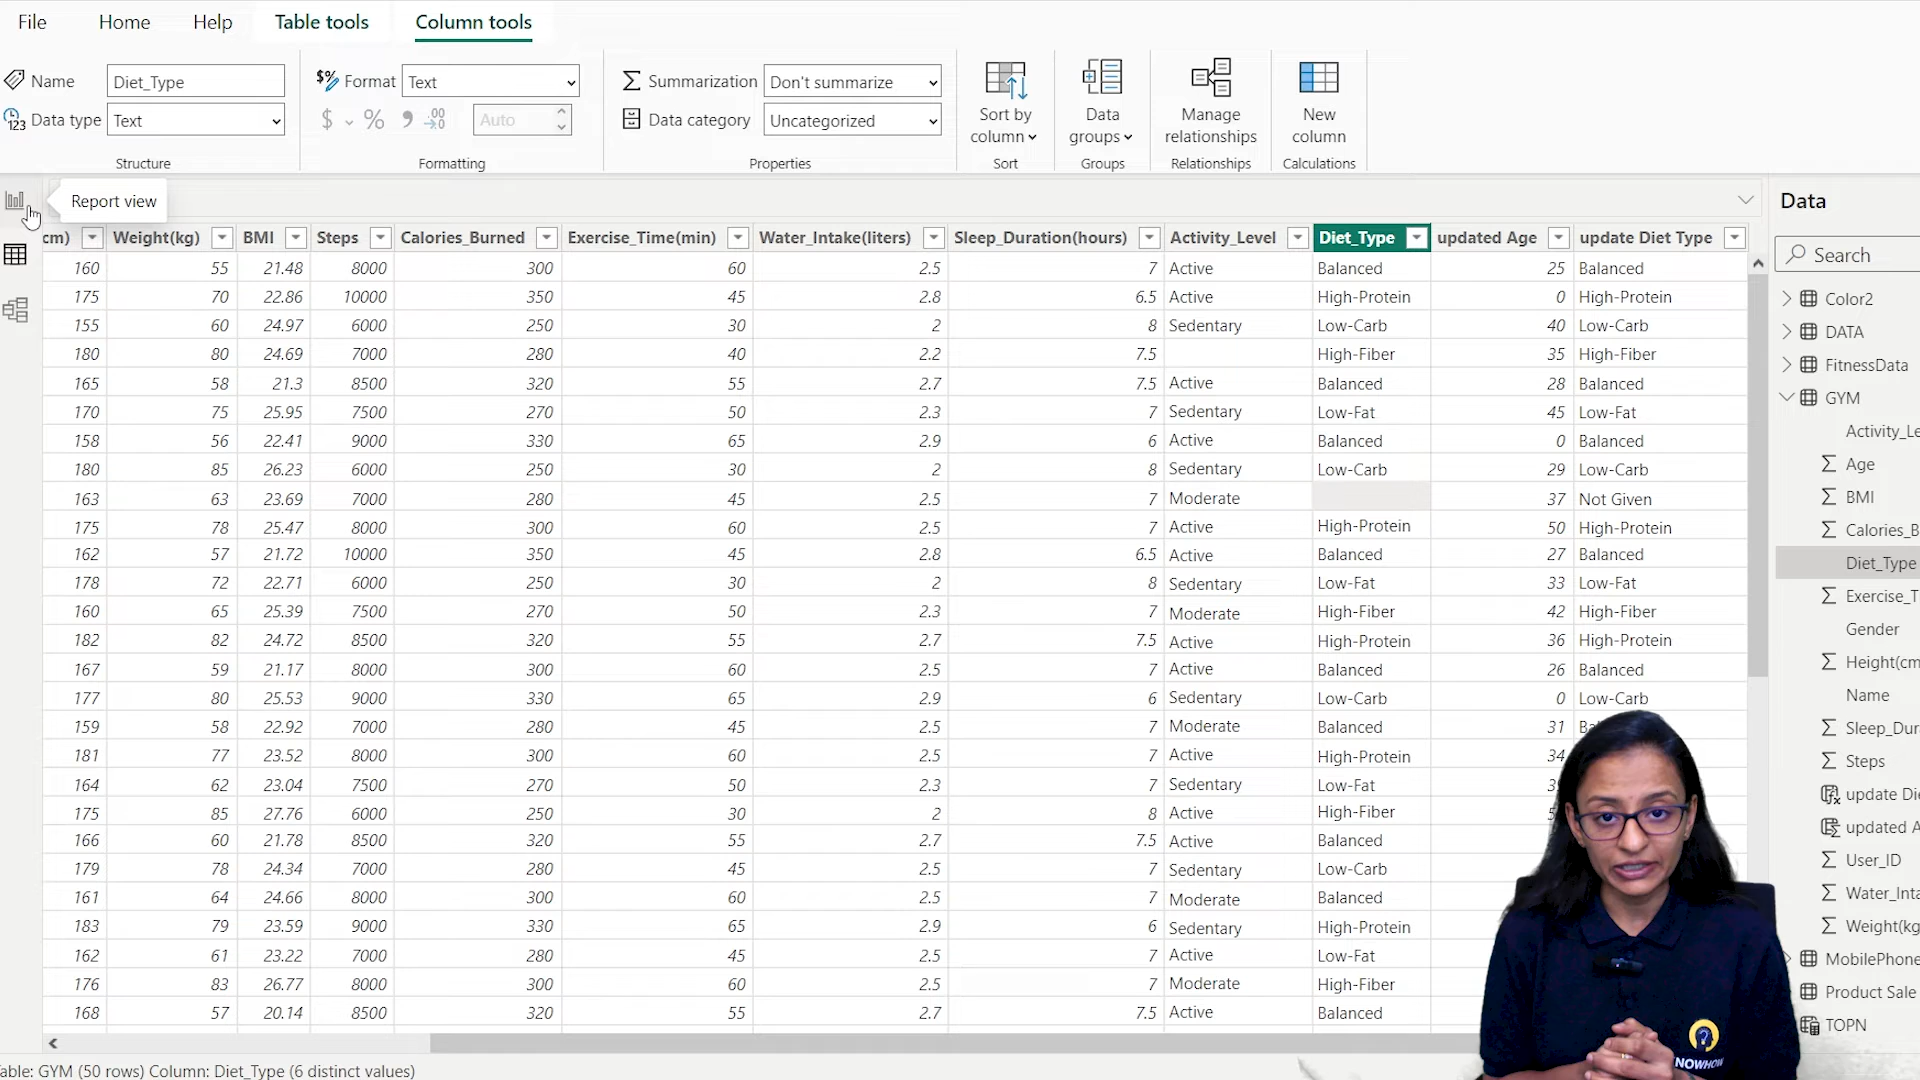 File Home Help Table tools Column tools
Name Diet_Type Format Text Summarization Don't summarize
Data type Text $ % Auto Data category Uncategorized
Sort by column Data groups Manage relationships New column
Structure Formatting Properties Sort Groups Relationships Calculations
Report view
cm) Weight(kg) BMI Steps Calories_Burned Exercise_Time(min) Water_Intake(liters) Sleep_Duration(hours) Activity_Level Diet_Type updated Age update Diet Type
160 55 21.48 8000 300 60 2.5 7 Active Balanced 25 Balanced
175 70 22.86 10000 350 45 2.8 6.5 Active High-Protein 0 High-Protein
155 60 24.97 6000 250 30 2 8 Sedentary Low-Carb 40 Low-Carb
180 80 24.69 7000 280 40 2.2 7.5 High-Fiber 35 High-Fiber
165 58 21.3 8500 320 55 2.7 7.5 Active Balanced 28 Balanced
170 75 25.95 7500 270 50 2.3 7 Sedentary Low-Fat 45 Low-Fat
158 56 22.41 9000 330 65 2.9 6 Active Balanced 0 Balanced
180 85 26.23 6000 250 30 2 8 Sedentary Low-Carb 29 Low-Carb
163 63 23.69 7000 280 45 2.5 7 Moderate 37 Not Given
175 78 25.47 8000 300 60 2.5 7 Active High-Protein 50 High-Protein
162 57 21.72 10000 350 45 2.8 6.5 Active Balanced 27 Balanced
178 72 22.71 6000 250 30 2 8 Sedentary Low-Fat 33 Low-Fat
160 65 25.39 7500 270 50 2.3 7 Moderate High-Fiber 42 High-Fiber
182 82 24.72 8500 320 55 2.7 7.5 Active High-Protein 36 High-Protein
167 59 21.17 8000 300 60 2.5 7 Active Balanced 26 Balanced
177 80 25.53 9000 330 65 2.9 6 Sedentary Low-Carb 0 Low-Carb
159 58 22.92 7000 280 45 2.5 7 Moderate Balanced 31
181 77 23.52 8000 300 60 2.5 7 Active High-Protein 34
164 62 23.04 7500 270 50 2.3 7 Sedentary Low-Fat
175 85 27.76 6000 250 30 2 8 Active High-Fiber
166 60 21.78 8500 320 55 2.7 7.5 Active Balanced
179 78 24.34 7000 280 45 2.5 7 Sedentary Low-Carb
161 64 24.66 8000 300 60 2.5 7 Moderate Balanced
183 79 23.59 9000 330 65 2.9 6 Sedentary High-Protein
162 61 23.22 7000 280 45 2.5 7 Active Low-Fat
176 83 26.77 8000 300 60 2.5 7 Moderate High-Fiber
168 57 20.14 8500 320 55 2.7 7.5 Active Balanced
able: GYM (50 rows) Column: Diet_Type (6 distinct values)
Data
Search
Color2
DATA
FitnessData
GYM
Activity_Le
Age
BMI
Calories_B
Diet_Type
Exercise_T
Gender
Height(cm
Name
Sleep_Dur
Steps
update Die
updated A
User_ID
Water_Inta
Weight(kg
MobilePhone
Product Sale
TOPN
NOWHOW